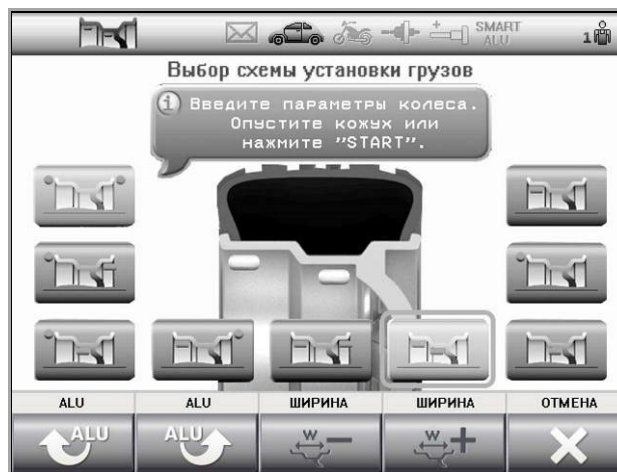 SMART
ALU
1
Выбор схемы установки грузов
i
Введите параметры колеса.
Опустите кожух или
нажмите "START".
ALU
ALU
ШИРИНА
ШИРИНА
ОТМЕНА
ALU
ALU
W
W